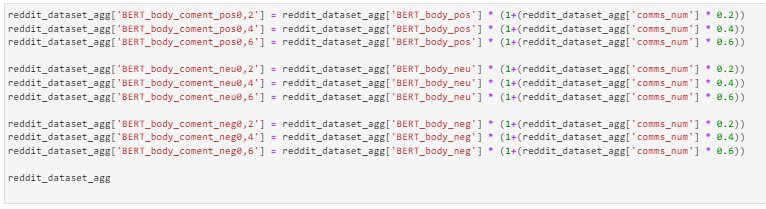 reddit_dataset_agg['BERT_body_coment_pos0,2'] = reddit_dataset_agg['BERT_body_pos'] * (1+(reddit_dataset_agg['comms_num'] * 0.2))
reddit_dataset_agg['BERT_body_coment_pos0,4'] = reddit_dataset_agg['BERT_body_pos'] * (1+(reddit_dataset_agg['comms_num'] * 0.4))
reddit_dataset_agg['BERT_body_coment_pos0,6'] = reddit_dataset_agg['BERT_body_pos'] * (1+(reddit_dataset_agg['comms_num'] * 0.6))
reddit_dataset_agg['BERT_body_coment_neu0,2'] = reddit_dataset_agg['BERT_body_neu'] * (1+(reddit_dataset_agg['comms_num'] * 0.2))
reddit_dataset_agg['BERT_body_coment_neu0,4'] = reddit_dataset_agg['BERT_body_neu'] * (1+(reddit_dataset_agg['comms_num'] * 0.4))
reddit_dataset_agg['BERT_body_coment_neu0,6'] = reddit_dataset_agg['BERT_body_neu'] * (1+(reddit_dataset_agg['comms_num'] * 0.6))
reddit_dataset_agg['BERT_body_coment_neg0,2'] = reddit_dataset_agg['BERT_body_neg'] * (1+(reddit_dataset_agg['comms_num'] * 0.2))
reddit_dataset_agg['BERT_body_coment_neg0,4'] = reddit_dataset_agg['BERT_body_neg'] * (1+(reddit_dataset_agg['comms_num'] * 0.4))
reddit_dataset_agg['BERT_body_coment_neg0,6'] = reddit_dataset_agg['BERT_body_neg'] * (1+(reddit_dataset_agg['comms_num'] * 0.6))
reddit_dataset_agg